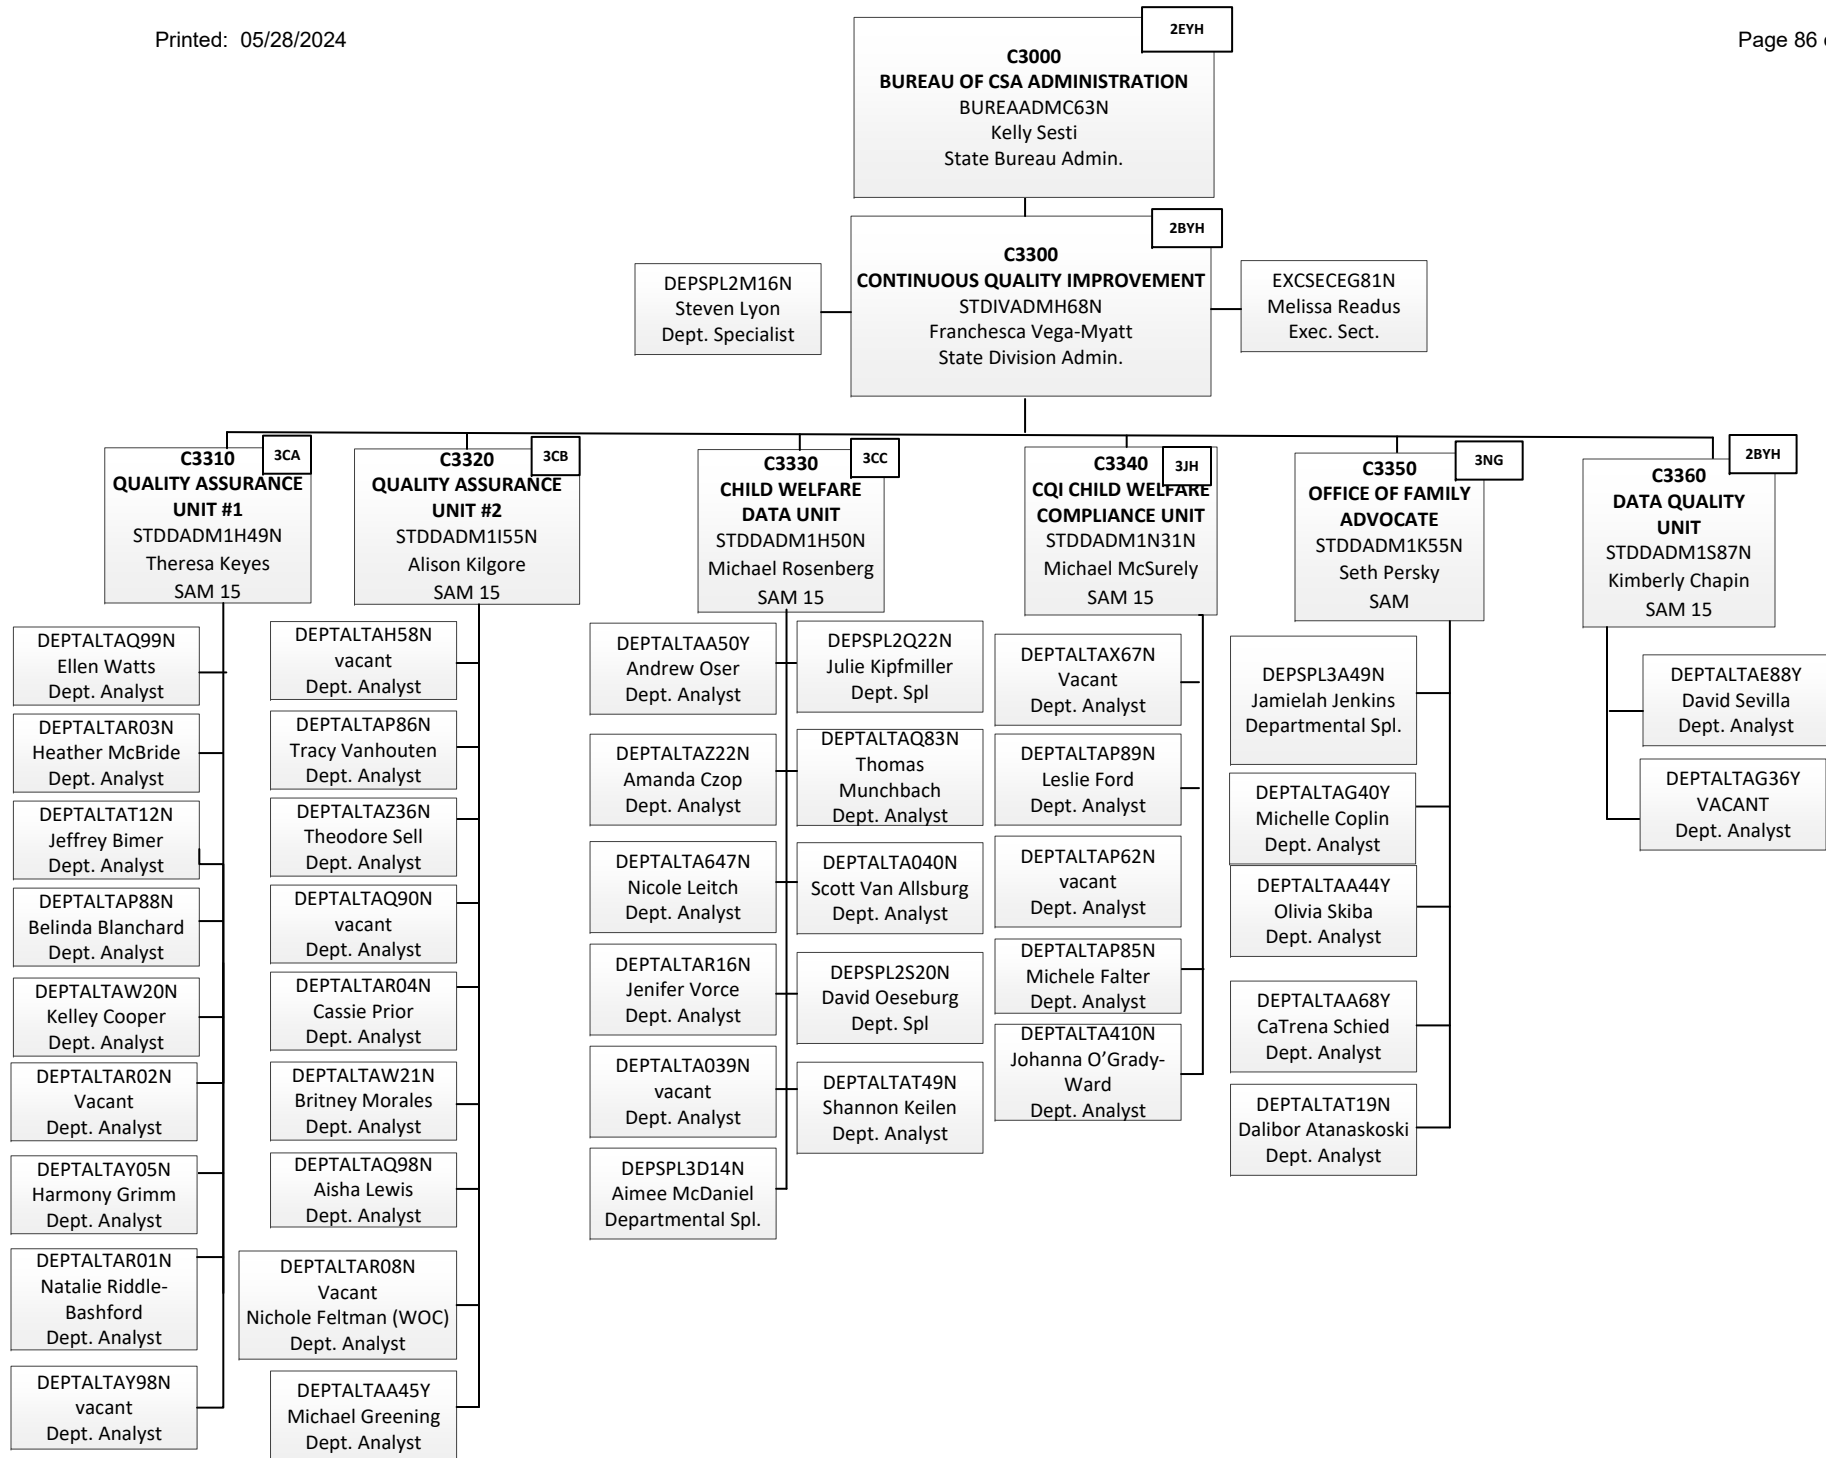 Printed: 05/28/2024
Page 86
2EYH
C3000
BUREAU OF CSA ADMINISTRATION
BUREAADMC63N
Kelly Sesti
State Bureau Admin.
2BYH
C3300
CONTINUOUS QUALITY IMPROVEMENT
STDIVADMH68N
Franchesca Vega-Myatt
State Division Admin.
DEPSPL2M16N
Steven Lyon
Dept. Specialist
EXCSECEG81N
Melissa Readus
Exec. Sect.
3CA
C3310
QUALITY ASSURANCE
UNIT #1
STDDADM1H49N
Theresa Keyes
SAM 15
DEPTALTAQ99N
Ellen Watts
Dept. Analyst
DEPTALTAR03N
Heather McBride
Dept. Analyst
DEPTALTAT12N
Jeffrey Bimer
Dept. Analyst
DEPTALTAP88N
Belinda Blanchard
Dept. Analyst
DEPTALTAW20N
Kelley Cooper
Dept. Analyst
DEPTALTAR02N
Vacant
Dept. Analyst
DEPTALTAY05N
Harmony Grimm
Dept. Analyst
DEPTALTAR01N
Natalie Riddle-
Bashford
Dept. Analyst
DEPTALTAY98N
vacant
Dept. Analyst
3CB
C3320
QUALITY ASSURANCE
UNIT #2
STDDADM1I55N
Alison Kilgore
SAM 15
DEPTALTAH58N
vacant
Dept. Analyst
DEPTALTAP86N
Tracy Vanhouten
Dept. Analyst
DEPTALTAZ36N
Theodore Sell
Dept. Analyst
DEPTALTAQ90N
vacant
Dept. Analyst
DEPTALTAR04N
Cassie Prior
Dept. Analyst
DEPTALTAW21N
Britney Morales
Dept. Analyst
DEPTALTAQ98N
Aisha Lewis
Dept. Analyst
DEPTALTAR08N
Vacant
Nichole Feltman (WOC)
Dept. Analyst
DEPTALTAA45Y
Michael Greening
Dept. Analyst
3CC
C3330
CHILD WELFARE
DATA UNIT
STDDADM1H50N
Michael Rosenberg
SAM 15
DEPTALTAA50Y
Andrew Oser
Dept. Analyst
DEPTALTAZ22N
Amanda Czop
Dept. Analyst
DEPTALTA647N
Nicole Leitch
Dept. Analyst
DEPTALTAR16N
Jenifer Vorce
Dept. Analyst
DEPTALTA039N
vacant
Dept. Analyst
DEPSPL3D14N
Aimee McDaniel
Departmental Spl.
DEPSPL2Q22N
Julie Kipfmiller
Dept. Spl
DEPTALTAQ83N
Thomas
Munchbach
Dept. Analyst
DEPTALTA040N
Scott Van Allsburg
Dept. Analyst
DEPSPL2S20N
David Oeseburg
Dept. Spl
DEPTALTAT49N
Shannon Keilen
Dept. Analyst
3JH
C3340
CQI CHILD WELFARE
COMPLIANCE UNIT
STDDADM1N31N
Michael McSurely
SAM 15
DEPTALTAX67N
Vacant
Dept. Analyst
DEPTALTAP89N
Leslie Ford
Dept. Analyst
DEPTALTAP62N
vacant
Dept. Analyst
DEPTALTAP85N
Michele Falter
Dept. Analyst
DEPTALTA410N
Johanna O’Grady-
Ward
Dept. Analyst
3NG
C3350
OFFICE OF FAMILY
ADVOCATE
STDDADM1K55N
Seth Persky
SAM
DEPSPL3A49N
Jamielah Jenkins
Departmental Spl.
DEPTALTAG40Y
Michelle Coplin
Dept. Analyst
DEPTALTAA44Y
Olivia Skiba
Dept. Analyst
DEPTALTAA68Y
CaTrena Schied
Dept. Analyst
DEPTALTAT19N
Dalibor Atanaskoski
Dept. Analyst
2BYH
C3360
DATA QUALITY
UNIT
STDDADM1S87N
Kimberly Chapin
SAM 15
DEPTALTAE88Y
David Sevilla
Dept. Analyst
DEPTALTAG36Y
VACANT
Dept. Analyst